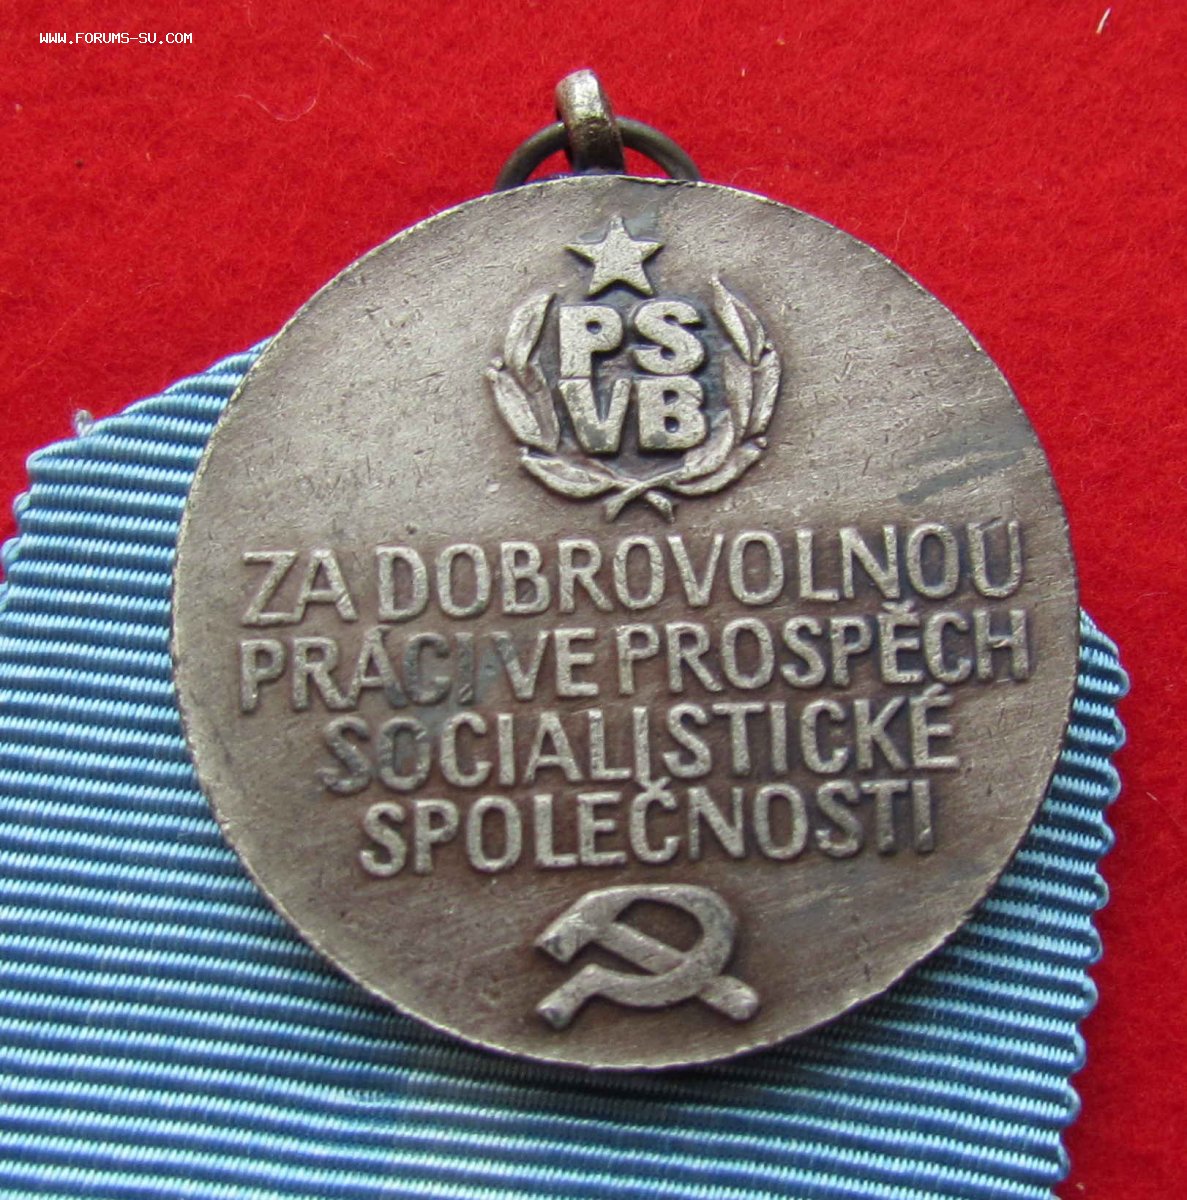 WWW.FORUMS-SU.COM
PS
VB
ZA DOBROVOLNOU
PRÁCI VE PROSPĚCH
SOCIALISTICKÉ
SPOLEČNOSTI